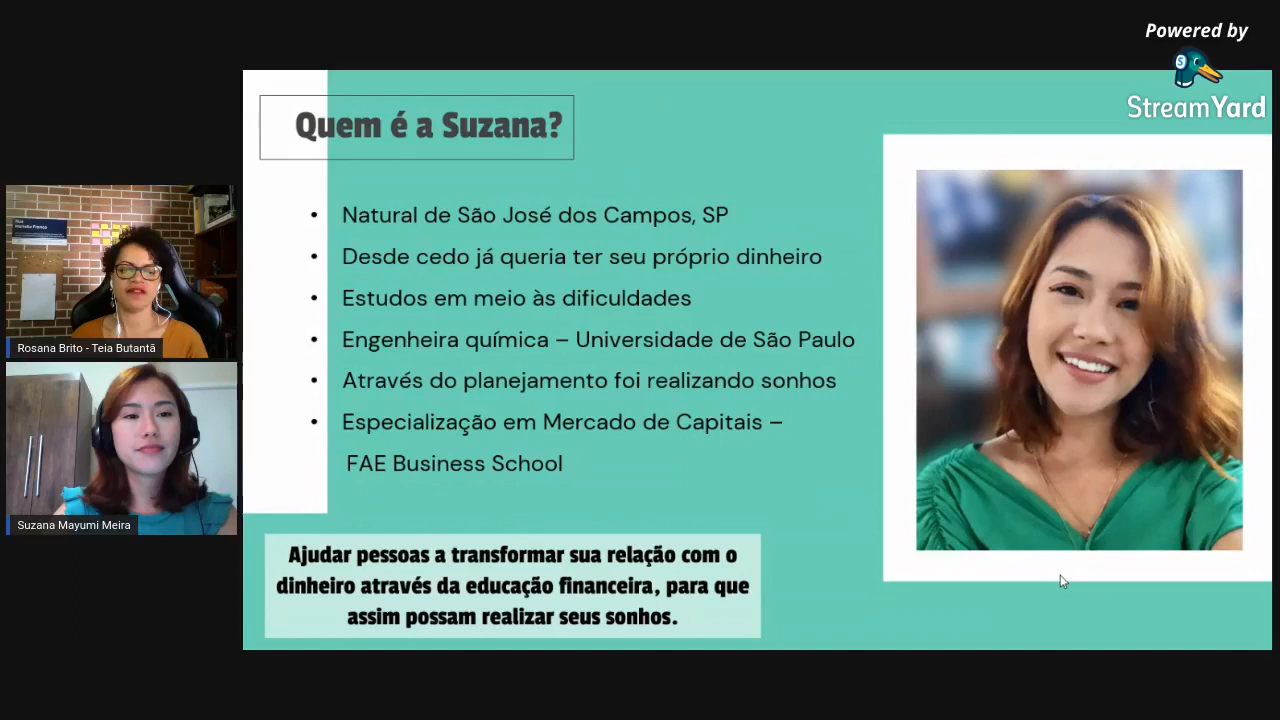 Powered by
StreamYard
Quem é a Suzana?
• Natural de São José dos Campos, SP
• Desde cedo já queria ter seu próprio dinheiro
• Estudos em meio às dificuldades
• Engenheira química – Universidade de São Paulo
• Através do planejamento foi realizando sonhos
• Especialização em Mercado de Capitais –
FAE Business School
Ajudar pessoas a transformar sua relação com o
dinheiro através da educação financeira, para que
assim possam realizar seus sonhos.
Rua
Marielle Franco
Rosana Brito - Teia Butantã
Suzana Mayumi Meira